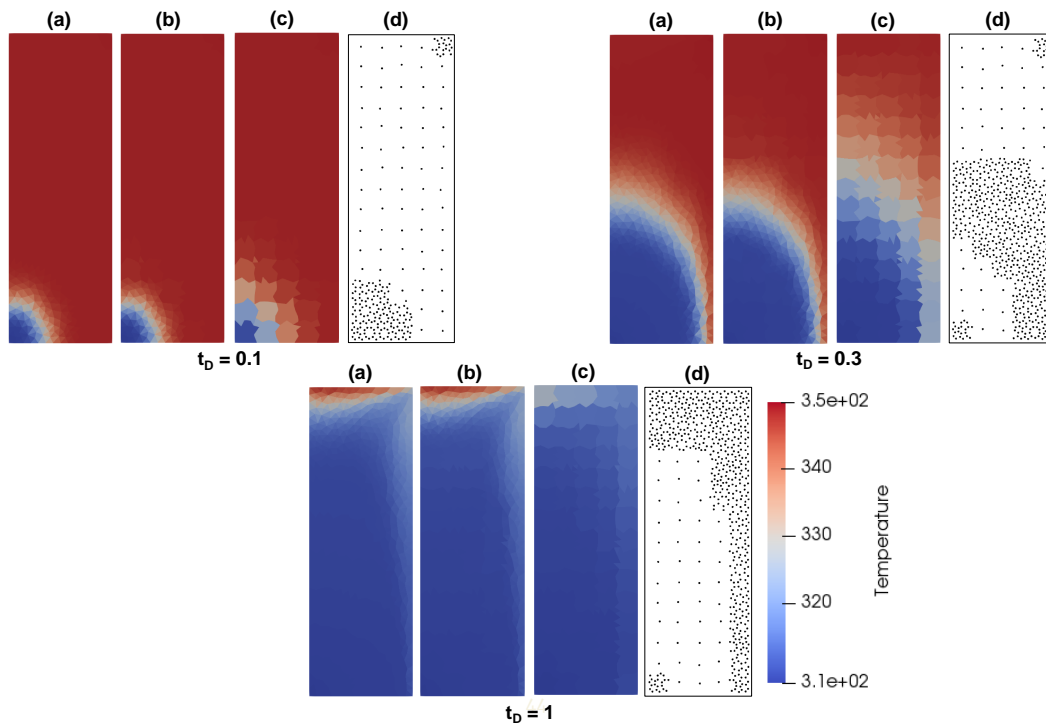 (a) (b) (c) (d)
t_D = 0.1
(a) (b) (c) (d)
t_D = 0.3
(a) (b) (c) (d)
t_D = 1
3.5e+02
340
330
320
3.1e+02
Temperature